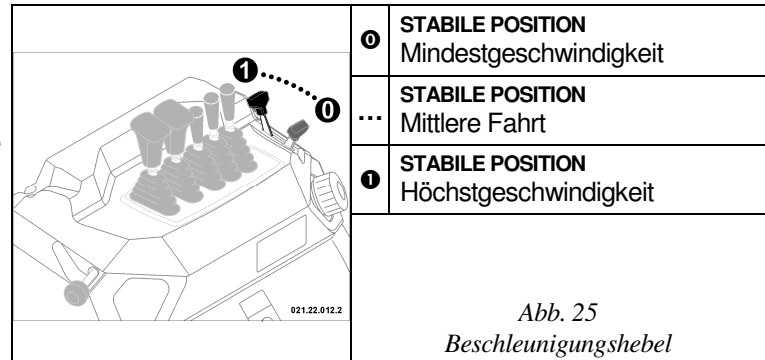 1
0
021.22.012.2
0 STABILE POSITION
Mindestgeschwindigkeit
... STABILE POSITION
Mittlere Fahrt
1 STABILE POSITION
Höchstgeschwindigkeit
Abb. 25
Beschleunigungshebel